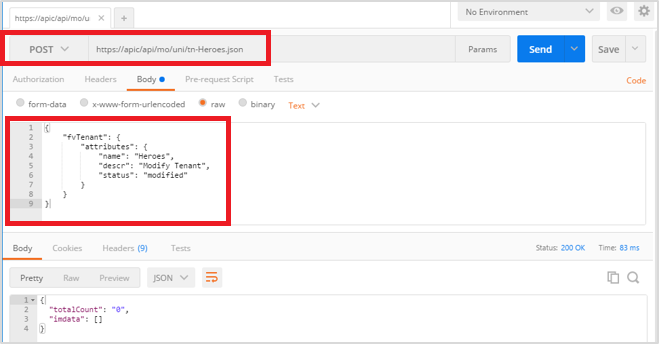 https://apic/api/mo/u
No Environment
POST https://apic/api/mo/uni/tn-Heroes.json Params Send Save
Authorization Headers Body Pre-request Script Tests Code
form-data x-www-form-urlencoded raw binary Text
1 {
2 "fvTenant": {
3 "attributes": {
4 "name": "Heroes",
5 "descr": "Modify Tenant",
6 "status": "modified"
7 }
8 }
9 }
Body Cookies Headers (9) Tests Status: 200 OK Time: 83 ms
Pretty Raw Preview JSON
1 {
2 "totalCount": "0",
3 "imdata": []
4 }